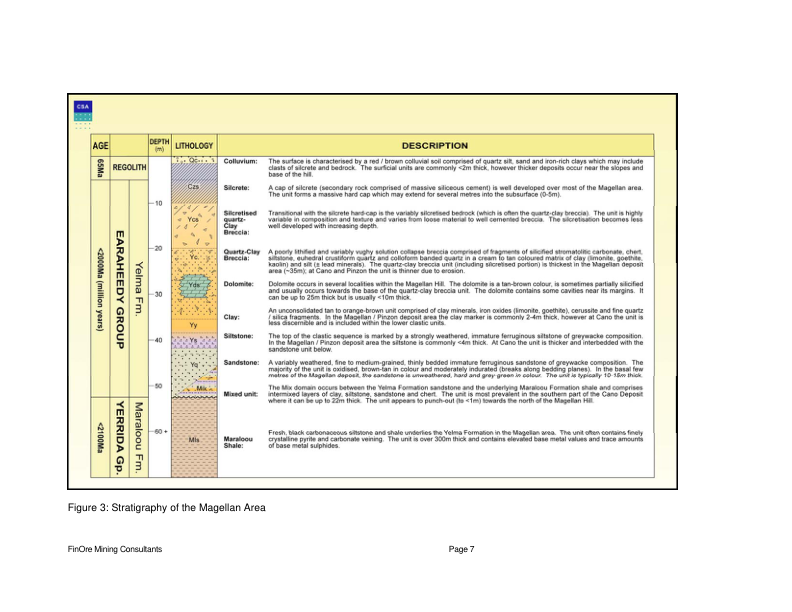 CSA
AGE
DEPTH
(m)
LITHOLOGY
DESCRIPTION
65Ma
REGOLITH
<2000Ma (million years)
EARAHEEDY GROUP
Yelma Fm.
<2100Ma
YERRIDA Gp.
Maraloou Fm.
10
20
30
40
50
60 +
Qc
Czs
Ycs
Yc
Yy
Ys
Yq
Mix
Mls
Colluvium:
The surface is characterised by a red / brown colluvial soil comprised of quartz silt, sand and iron-rich clays which may include
clasts of silcrete and bedrock. The surficial units are commonly <2m thick, however thicker deposits occur near the slopes and
base of the hill.
Silcrete:
A cap of silcrete (secondary rock comprised of massive siliceous cement) is well developed over most of the Magellan area.
The unit forms a massive hard cap which may extend for several metres into the subsurface (0-5m).
Silcretised
quartz-
Clay
Breccia:
Transitional with the silcrete hard-cap is the variably silcretised bedrock (which is often the quartz-clay breccia). The unit is highly
variable in composition and texture and varies from loose material to well cemented breccia. The silcretisation becomes less
well developed with increasing depth.
Quartz-Clay
Breccia:
A poorly lithified and variably vughy solution collapse breccia comprised of fragments of silicified stromatolitic carbonate, chert,
siltstone, euhedral crustiform quartz and colloform banded quartz in a cream to tan coloured matrix of clay (limonite, goethite,
kaolin) and silt (± lead minerals). The quartz-clay breccia unit (including silcretised portion) is thickest in the Magellan deposit
area (~35m); at Cano and Pinzon the unit is thinner due to erosion.
Dolomite:
Dolomite occurs in several localities within the Magellan Hill. The dolomite is a tan-brown colour, is sometimes partially silicified
and usually occurs towards the base of the quartz-clay breccia unit. The dolomite contains some cavities near its margins. It
can be up to 25m thick but is usually <10m thick.
Clay:
An unconsolidated tan to orange-brown unit comprised of clay minerals, iron oxides (limonite, goethite), cerussite and fine quartz
/ silica fragments. In the Magellan / Pinzon deposit area the clay marker is commonly 2-4m thick, however at Cano the unit is
less discernible and is included within the lower clastic units.
Siltstone:
The top of the clastic sequence is marked by a strongly weathered, immature ferruginous siltstone of greywacke composition.
In the Magellan / Pinzon deposit area the siltstone is commonly <4m thick. At Cano the unit is thicker and interbedded with the
sandstone unit below.
Sandstone:
A variably weathered, fine to medium-grained, thinly bedded immature ferruginous sandstone of greywacke composition. The
majority of the unit is oxidised, brown-tan in colour and moderately indurated (breaks along bedding planes). In the basal few
metres of the Magellan deposit, the sandstone is unweathered, hard and grey-green in colour. The unit is typically 10-15m thick.
Mixed unit:
The Mix domain occurs between the Yelma Formation sandstone and the underlying Maraloou Formation shale and comprises
intermixed layers of clay, siltstone, sandstone and chert. The unit is most prevalent in the southern part of the Cano Deposit
where it can be up to 22m thick. The unit appears to punch-out (to <1m) towards the north of the Magellan Hill.
Maraloou
Shale:
Fresh, black carbonaceous siltstone and shale underlies the Yelma Formation in the Magellan area. The unit often contains finely
crystalline pyrite and carbonate veining. The unit is over 300m thick and contains elevated base metal values and trace amounts
of base metal sulphides.
Figure 3: Stratigraphy of the Magellan Area
FinOre Mining Consultants
Page 7